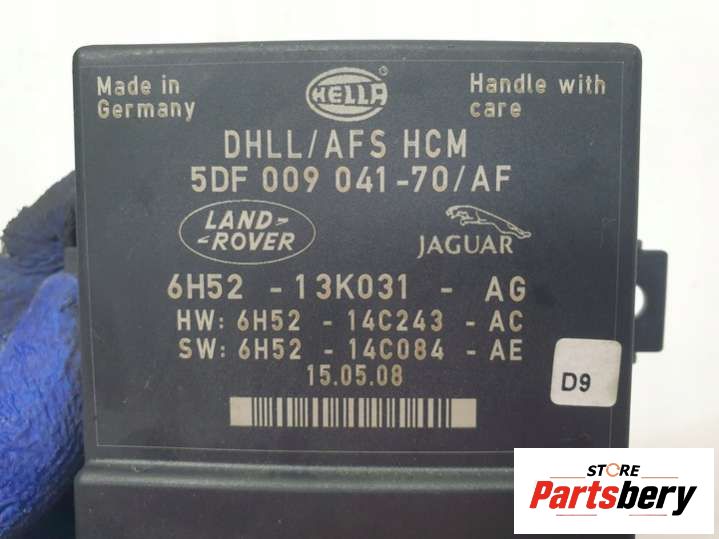 Made in
Germany
HELLA
®
Handle with
care
DHLL/AFS HCM
5DF 009 041-70/AF
LAND-
-ROVER
JAGUAR
6H52 - 13K031 - AG
HW: 6H52 - 14C243 - AC
SW: 6H52 - 14C084 - AE
15.05.08
D9
STORE
Partsbery